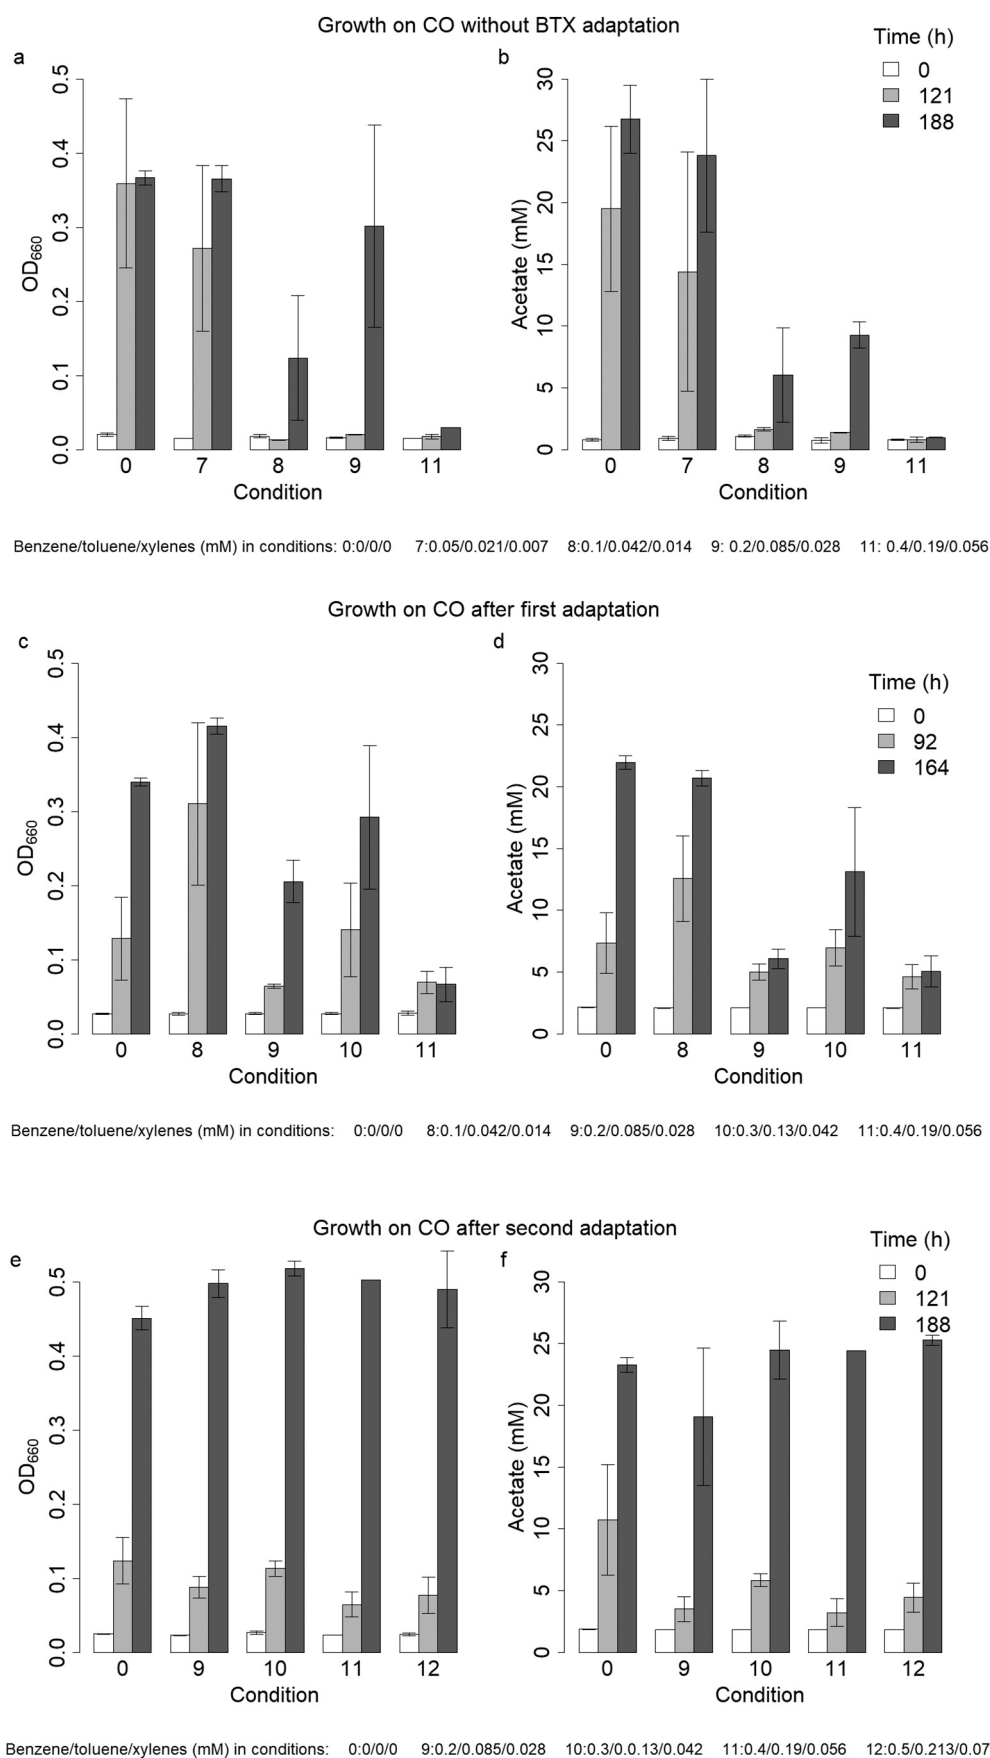 Growth on CO without BTX adaptation
Time (h)
0
121
188
a
0.5
0.4
0.3
0.2
0.1
0.0
OD660
0 7 8 9 11
Condition
b
30
25
20
15
10
5
0
Acetate (mM)
0 7 8 9 11
Condition
Benzene/toluene/xylenes (mM) in conditions: 0:0/0/0 7:0.05/0.021/0.007 8:0.1/0.042/0.014 9: 0.2/0.085/0.028 11: 0.4/0.19/0.056
Growth on CO after first adaptation
c
0.5
0.4
0.3
0.2
0.1
0.0
OD660
0 8 9 10 11
Condition
d
Time (h)
0
92
164
30
25
20
15
10
5
0
Acetate (mM)
0 8 9 10 11
Condition
Benzene/toluene/xylenes (mM) in conditions: 0:0/0/0 8:0.1/0.042/0.014 9:0.2/0.085/0.028 10:0.3/0.13/0.042 11:0.4/0.19/0.056
Growth on CO after second adaptation
e
0.5
0.4
0.3
0.2
0.1
0.0
OD660
0 9 10 11 12
Condition
f
Time (h)
0
121
188
30
25
20
15
10
5
0
Acetate (mM)
0 9 10 11 12
Condition
Benzene/toluene/xylenes (mM) in conditions: 0:0/0/0 9:0.2/0.085/0.028 10:0.3/0.0.13/0.042 11:0.4/0.19/0.056 12:0.5/0.213/0.07